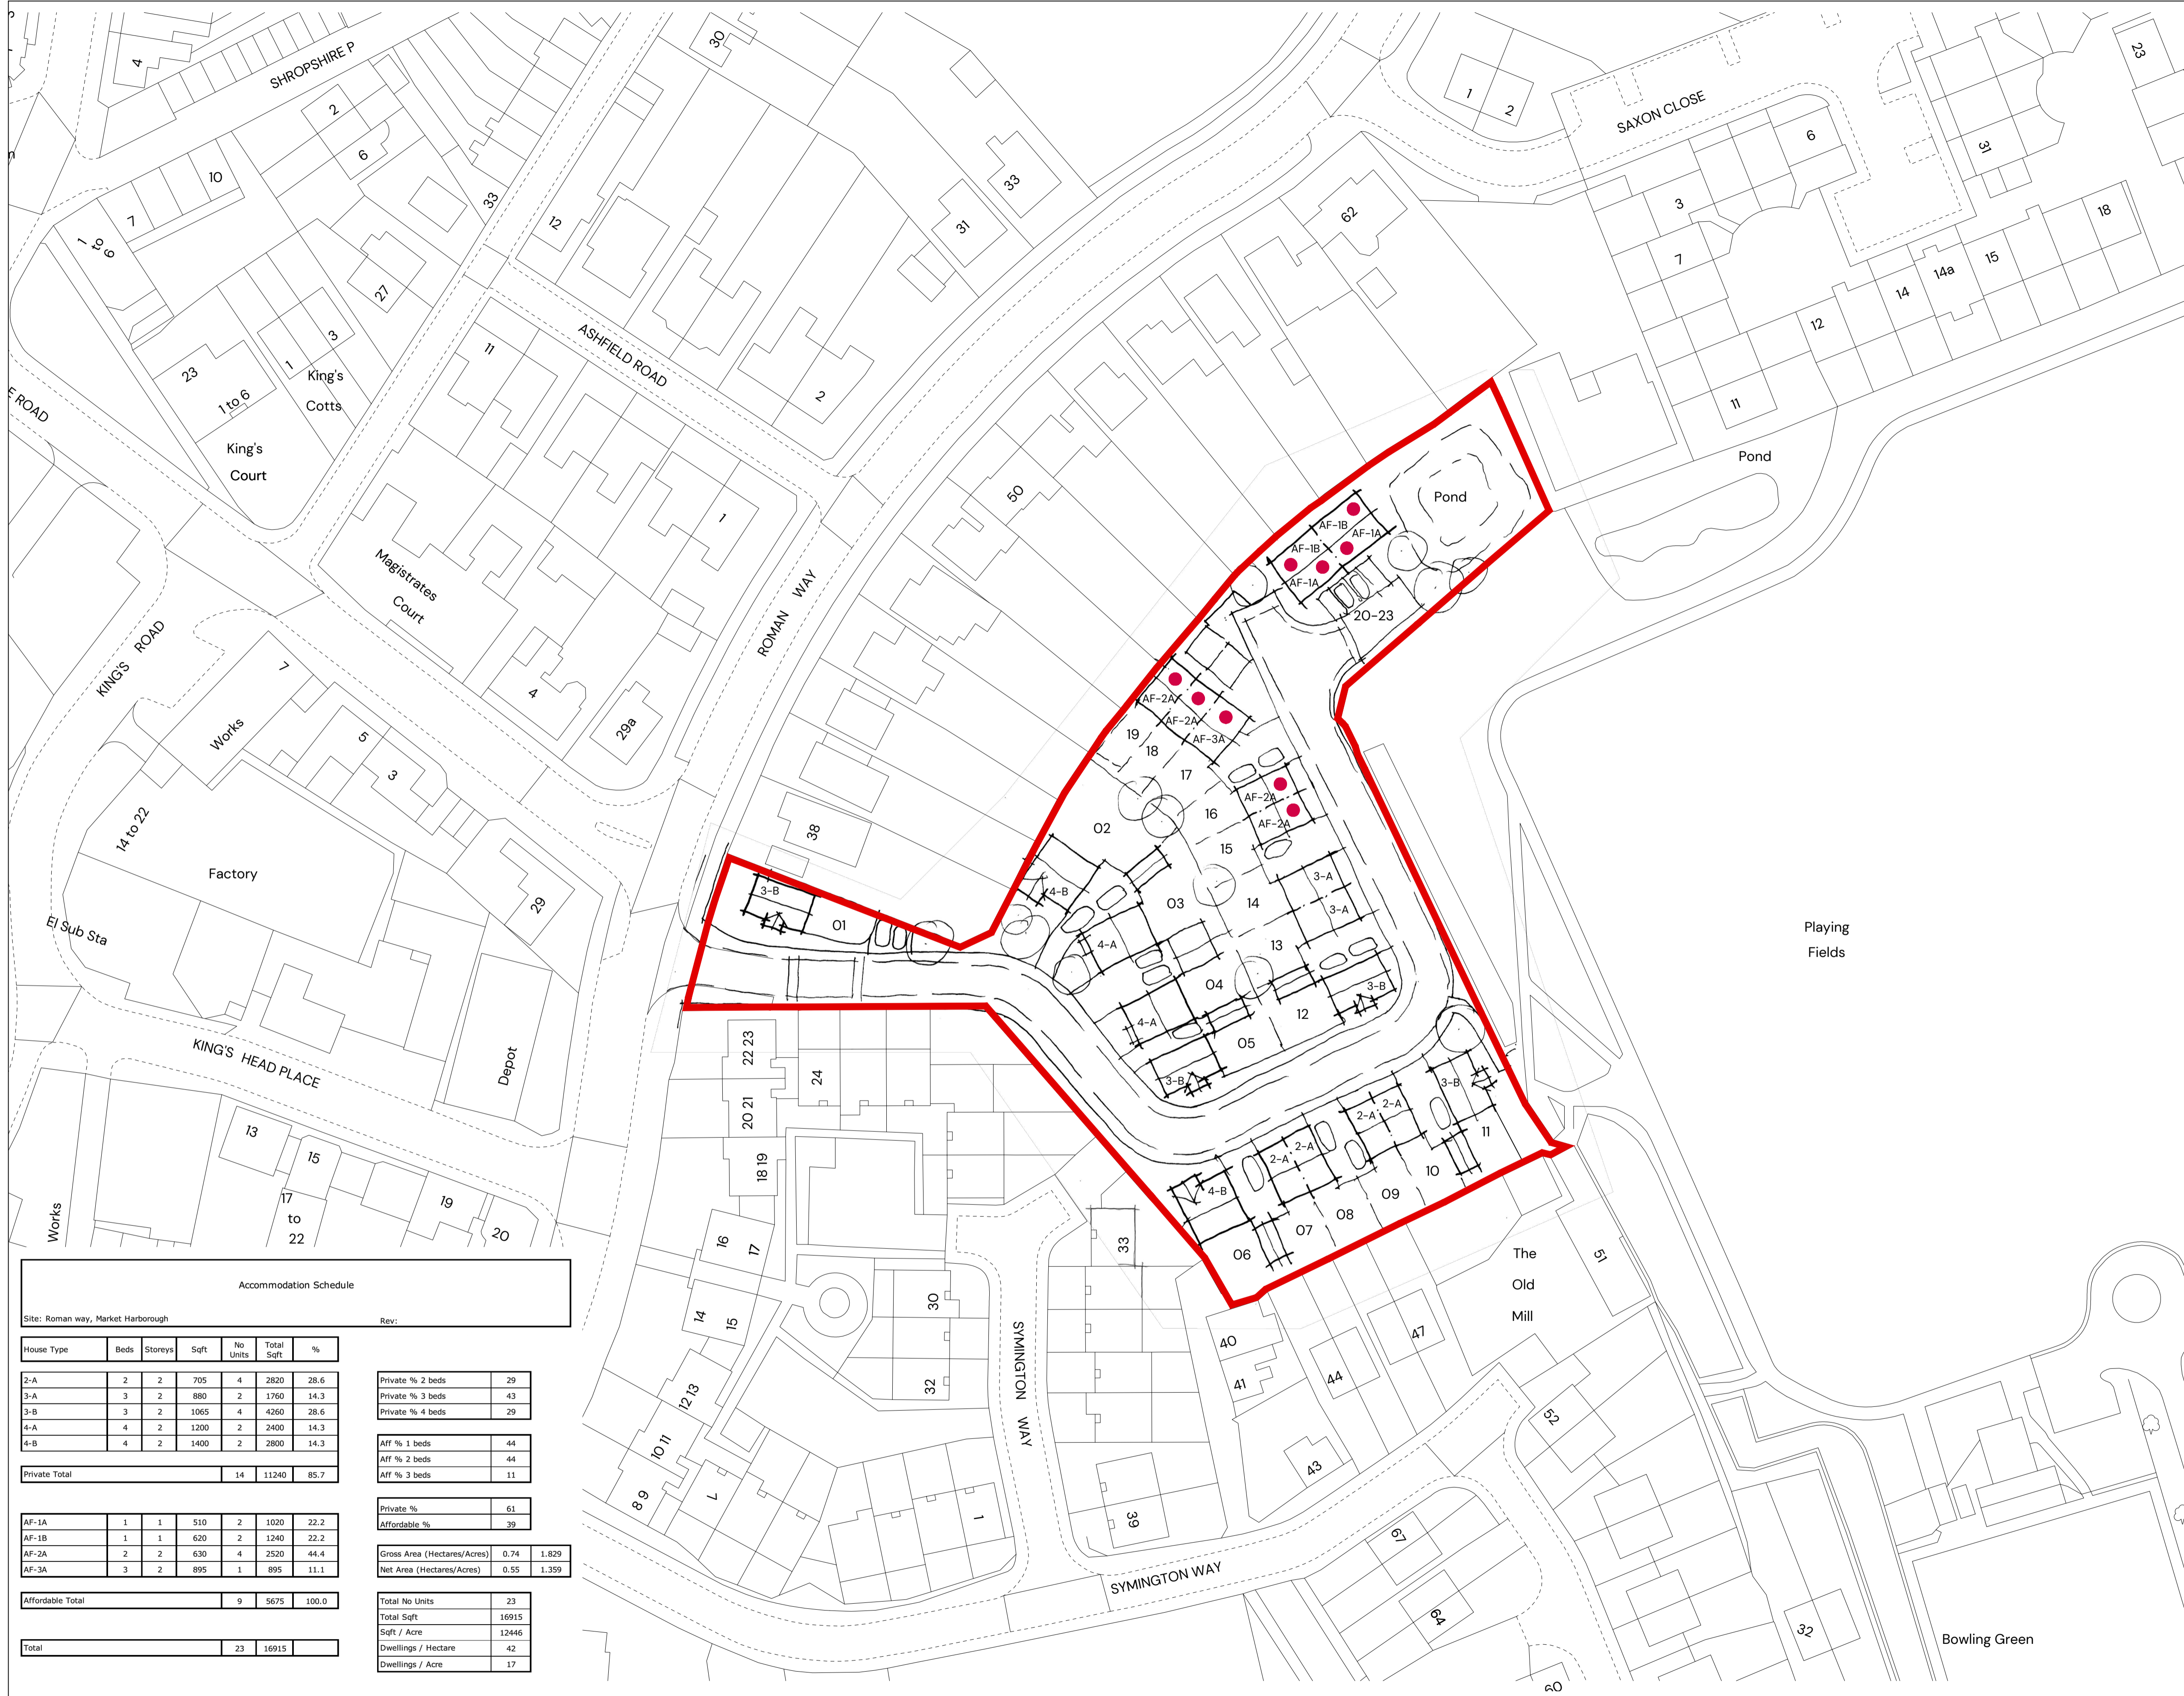 SHROPSHIRE P
4
2
6
10
7
1 to 6
33
27
3
1
King's
Cotts
23
1 to 6
King's
Court
E ROAD
30
12
33
31
2
ASHFIELD ROAD
11
1
Magistrates
Court
4
29a
ROMAN WAY
KING'S ROAD
7
Works
5
3
14 to 22
Factory
El Sub Sta
29
Depot
KING'S HEAD PLACE
13
15
17
to
22
19
20
Works
1
2
SAXON CLOSE
6
3
7
31
23
18
15
14a
14
12
11
Pond
62
50
38
Pond
AF-1B
AF-1A
AF-1B
AF-1A
20-23
AF-2A
AF-2A
AF-3A
19
18
17
AF-2A
AF-2A
16
15
02
4-B
3-B
01
03
4-A
14
3-A
3-A
13
04
4-A
12
3-B
05
3-B
3-B
11
2-A
2-A
10
2-A
2-A
09
08
07
4-B
06
Playing
Fields
22 23
24
20 21
18 19
16
17
14
15
12 13
10 11
8 9
7
1
30
32
33
39
SYMINGTON WAY
SYMINGTON WAY
40
41
44
47
43
The
Old
Mill
51
52
67
64
60
32
Bowling Green
Accommodation Schedule
Site: Roman way, Market Harborough Rev:
House Type Beds Storeys Sqft No Units Total Sqft %
2-A 2 2 705 4 2820 28.6
3-A 3 2 880 2 1760 14.3
3-B 3 2 1065 4 4260 28.6
4-A 4 2 1200 2 2400 14.3
4-B 4 2 1400 2 2800 14.3
Private Total 14 11240 85.7
AF-1A 1 1 510 2 1020 22.2
AF-1B 1 1 620 2 1240 22.2
AF-2A 2 2 630 4 2520 44.4
AF-3A 3 2 895 1 895 11.1
Affordable Total 9 5675 100.0
Total 23 16915
Private % 2 beds 29
Private % 3 beds 43
Private % 4 beds 29
Aff % 1 beds 44
Aff % 2 beds 44
Aff % 3 beds 11
Private % 61
Affordable % 39
Gross Area (Hectares/Acres) 0.74 1.829
Net Area (Hectares/Acres) 0.55 1.359
Total No Units 23
Total Sqft 16915
Sqft / Acre 12446
Dwellings / Hectare 42
Dwellings / Acre 17